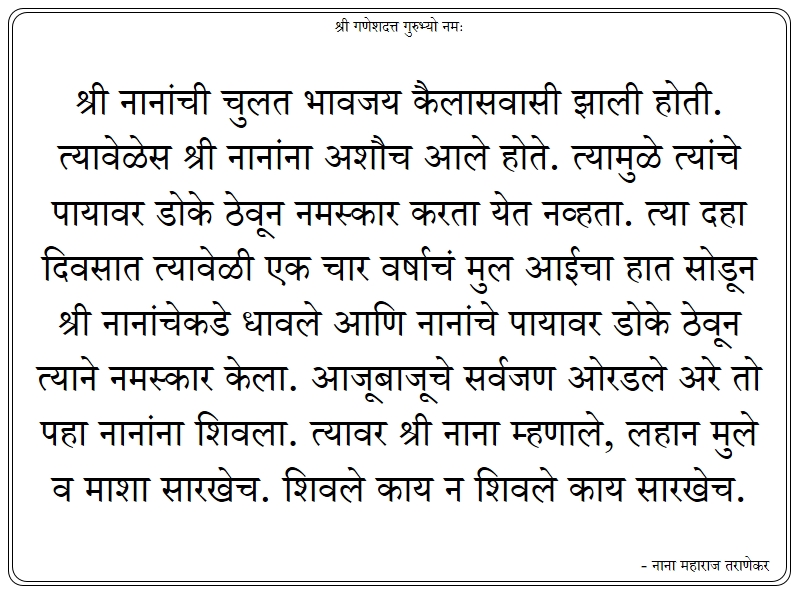 श्री गणेशदत्त गुरुभ्यो नमः
श्री नानांची चुलत भावजय कैलासवासी झाली होती.
त्यावेळेस श्री नानांना अशौच आले होते. त्यामुळे त्यांचे
पायावर डोके ठेवून नमस्कार करता येत नव्हता. त्या दहा
दिवसात त्यावेळी एक चार वर्षाचं मुल आईचा हात सोडून
श्री नानांचेकडे धावले आणि नानांचे पायावर डोके ठेवून
त्याने नमस्कार केला. आजूबाजूचे सर्वजण ओरडले अरे तो
पहा नानांना शिवला. त्यावर श्री नाना म्हणाले, लहान मुले
व माशा सारखेच. शिवले काय न शिवले काय सारखेच.
- नाना महाराज तराणेकर